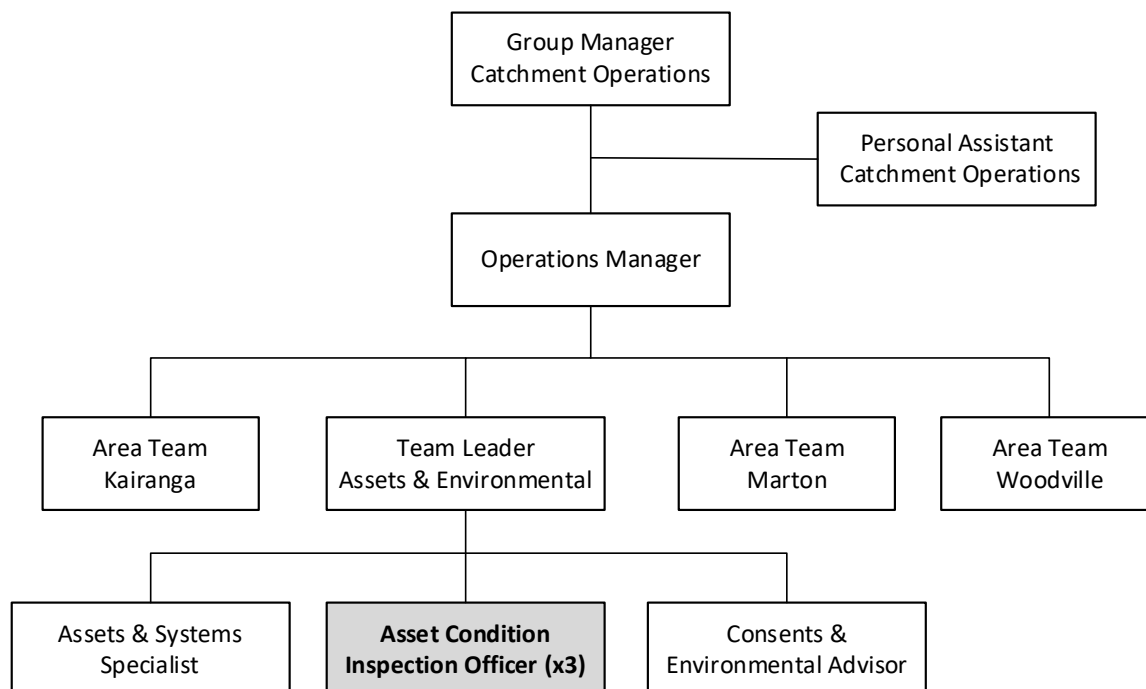 Group Manager
Catchment Operations
Personal Assistant
Catchment Operations
Operations Manager
Area Team
Kairanga
Team Leader
Assets & Environmental
Area Team
Marton
Area Team
Woodville
Assets & Systems
Specialist
Asset Condition
Inspection Officer (x3)
Consents &
Environmental Advisor